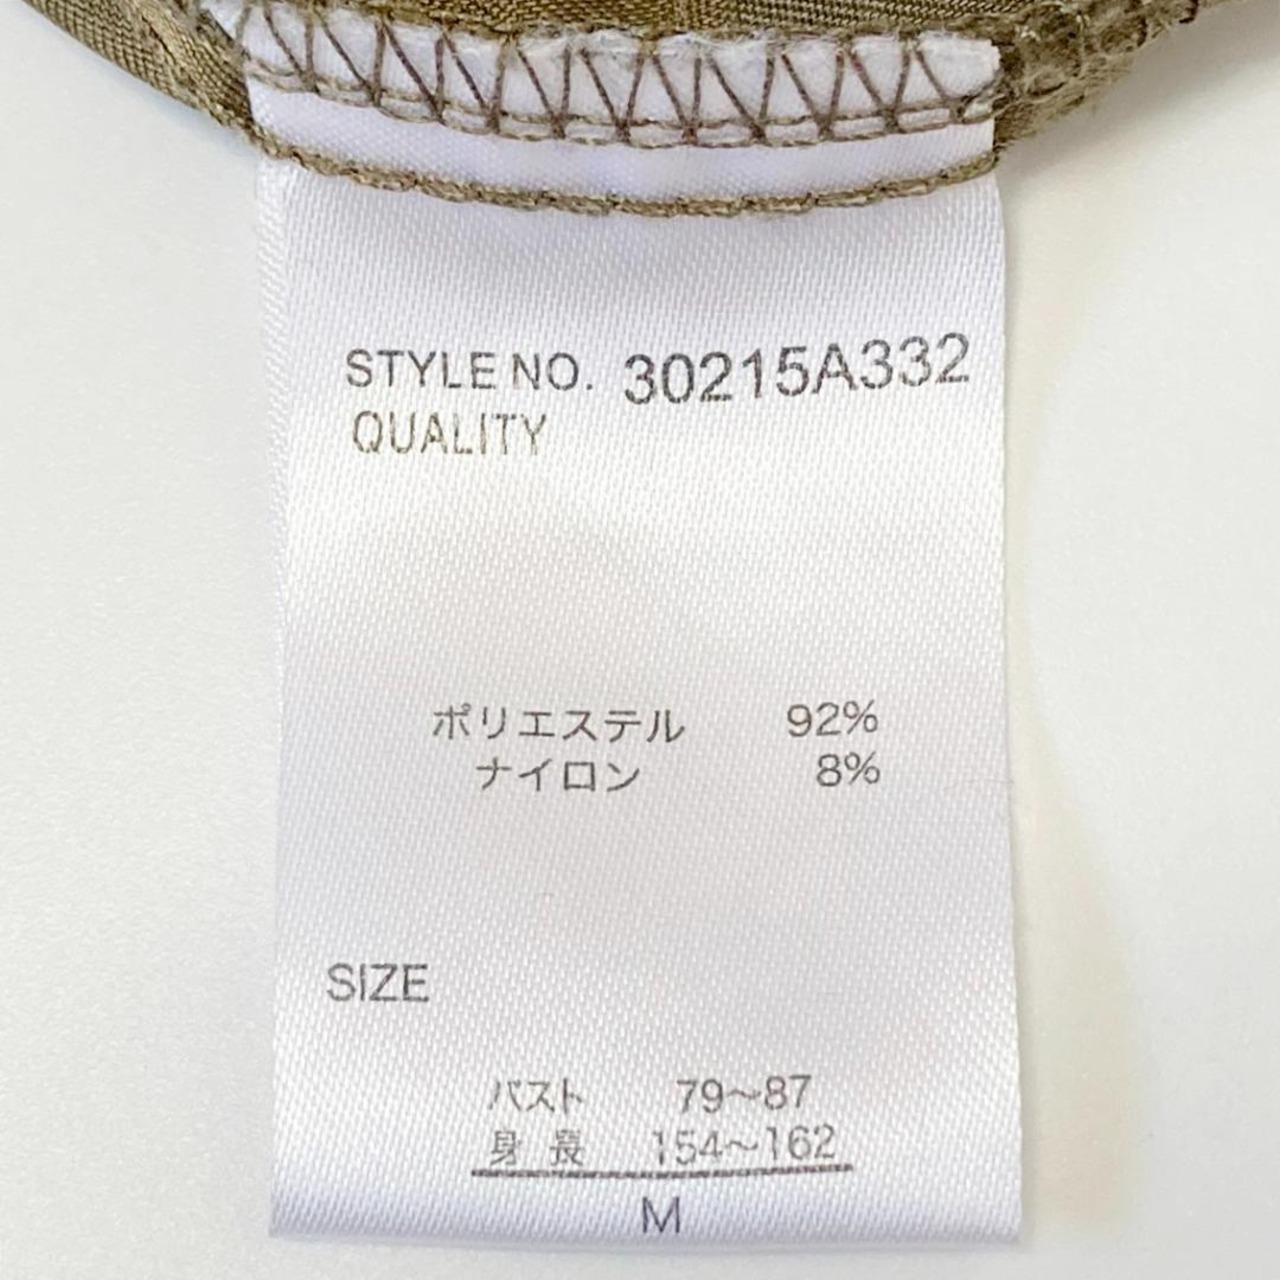 STYLE NO. 30215A332
QUALITY
ポリエステル 92%
ナイロン 8%
SIZE
バスト 79～87
身長 154～162
M